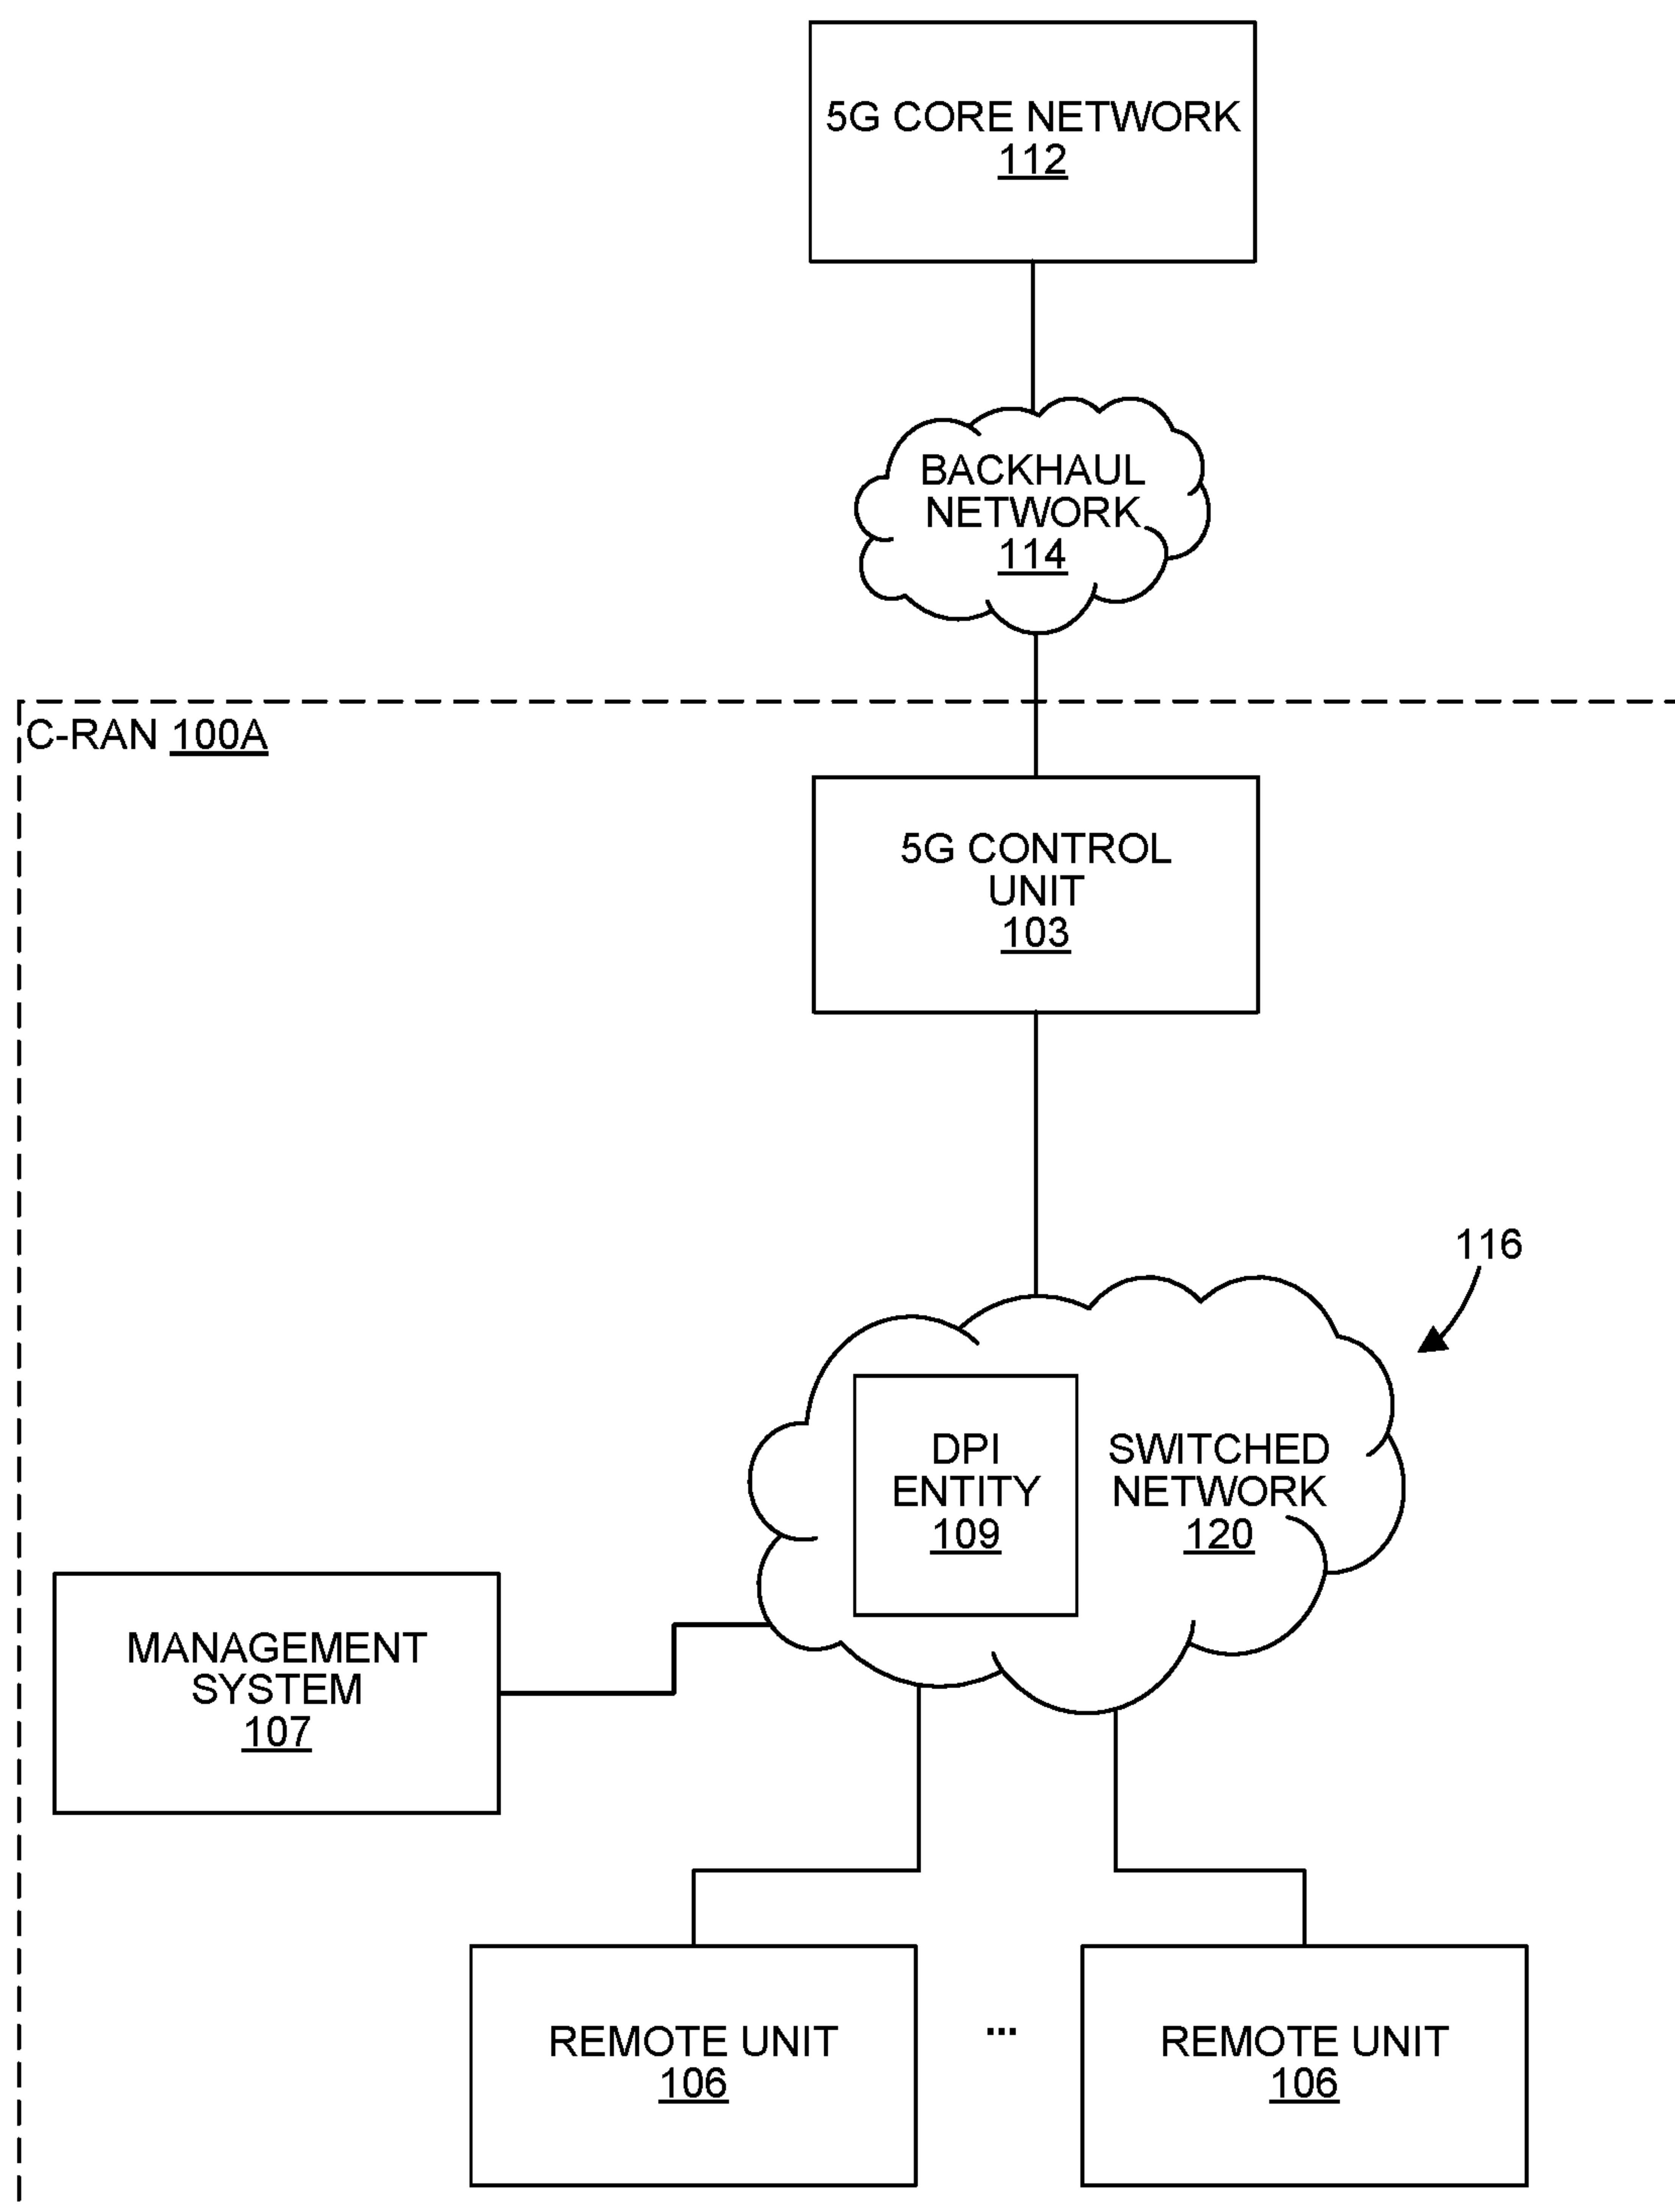 5G CORE NETWORK
112
BACKHAUL
NETWORK
114
C-RAN 100A
5G CONTROL
UNIT
103
116
DPI
ENTITY
109
SWITCHED
NETWORK
120
MANAGEMENT
SYSTEM
107
REMOTE UNIT
106
...
REMOTE UNIT
106